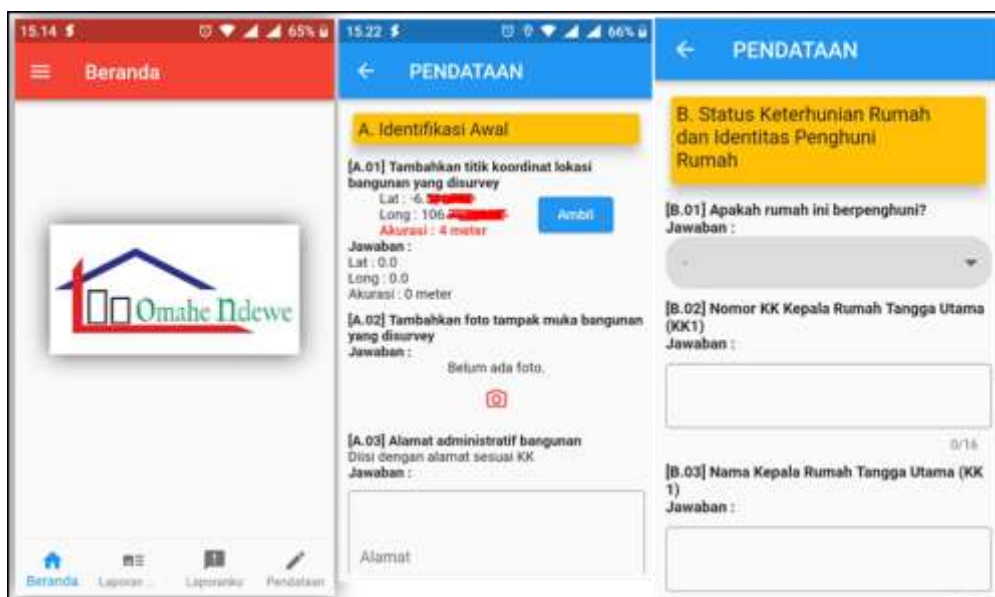 15.14
65%
Beranda
Omahe Ndewe
Beranda
Laporan ...
Laporanku
Pendataan
15.22
66%
PENDATAAN
A. Identifikasi Awal
[A.01] Tambahkan titik koordinat lokasi
bangunan yang disurvey
Lat : -6.
Long : 106
Akurasi : 4 meter
Ambil
Jawaban :
Lat : 0.0
Long : 0.0
Akurasi : 0 meter
[A.02] Tambahkan foto tampak muka bangunan
yang disurvey
Jawaban :
Belum ada foto.
[A.03] Alamat administratif bangunan
Diisi dengan alamat sesuai KK
Jawaban :
Alamat
PENDATAAN
B. Status Keterhunian Rumah
dan Identitas Penghuni
Rumah
[B.01] Apakah rumah ini berpenghuni?
Jawaban :
-
[B.02] Nomor KK Kepala Rumah Tangga Utama
(KK1)
Jawaban :
0/16
[B.03] Nama Kepala Rumah Tangga Utama (KK
1)
Jawaban :